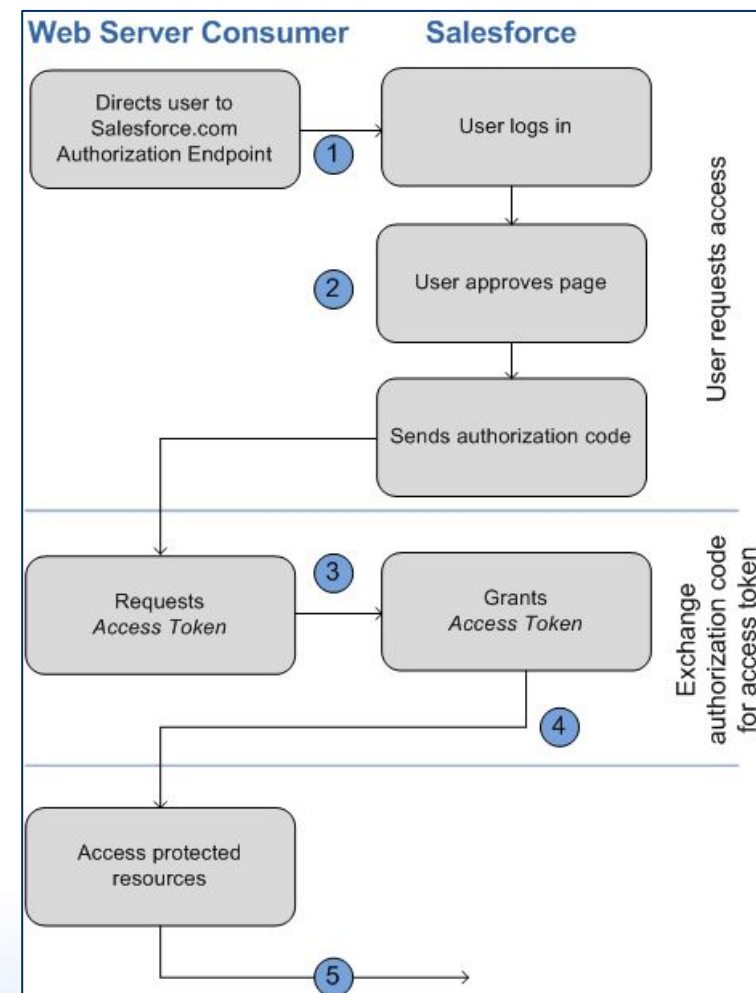 Web Server Consumer
Salesforce
Directs user to
Salesforce.com
Authorization Endpoint
1
User logs in
2
User approves page
Sends authorization code
User requests access
Requests
Access Token
3
Grants
Access Token
4
Exchange
authorization code
for access token
Access protected
resources
5